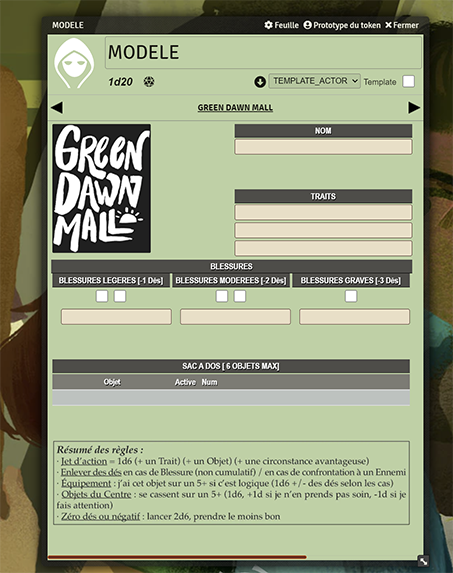 MODELE
Feuille Prototype du token Fermer
MODELE
1d20
TEMPLATE_ACTOR Template
GREEN DAWN MALL
GREEN
DAWN
MALL
NOM
TRAITS
BLESSURES
BLESSURES LEGERES [-1 Dés] BLESSURES MODEREES [-2 Dés] BLESSURES GRAVES [-3 Dés]
SAC A DOS [ 6 OBJETS MAX]
Objet Active Num
Résumé des règles :
· Jet d'action = 1d6 (+ un Trait) (+ un Objet) (+ une circonstance avantageuse)
· Enlever des dés en cas de Blessure (non cumulatif) / en cas de confrontation à un Ennemi
· Équipement : j'ai cet objet sur un 5+ si c'est logique (1d6 +/- des dés selon les cas)
· Objets du Centre : se cassent sur un 5+ (1d6, +1d si je n'en prends pas soin, -1d si je
fais attention)
· Zéro dés ou négatif : lancer 2d6, prendre le moins bon